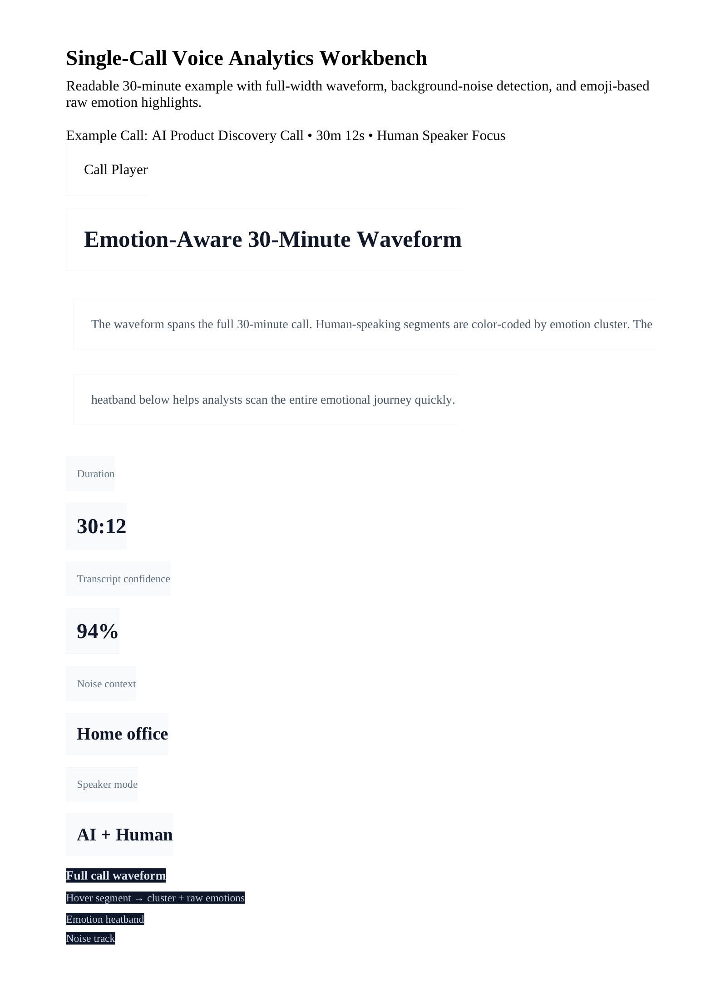 Single-Call Voice Analytics Workbench
Readable 30-minute example with full-width waveform, background-noise detection, and emoji-based
raw emotion highlights.
Example Call: AI Product Discovery Call • 30m 12s • Human Speaker Focus
Call Player
Emotion-Aware 30-Minute Waveform
The waveform spans the full 30-minute call. Human-speaking segments are color-coded by emotion cluster. The
heatband below helps analysts scan the entire emotional journey quickly.
Duration
30:12
Transcript confidence
94%
Noise context
Home office
Speaker mode
AI + Human
Full call waveform
Hover segment → cluster + raw emotions
Emotion heatband
Noise track